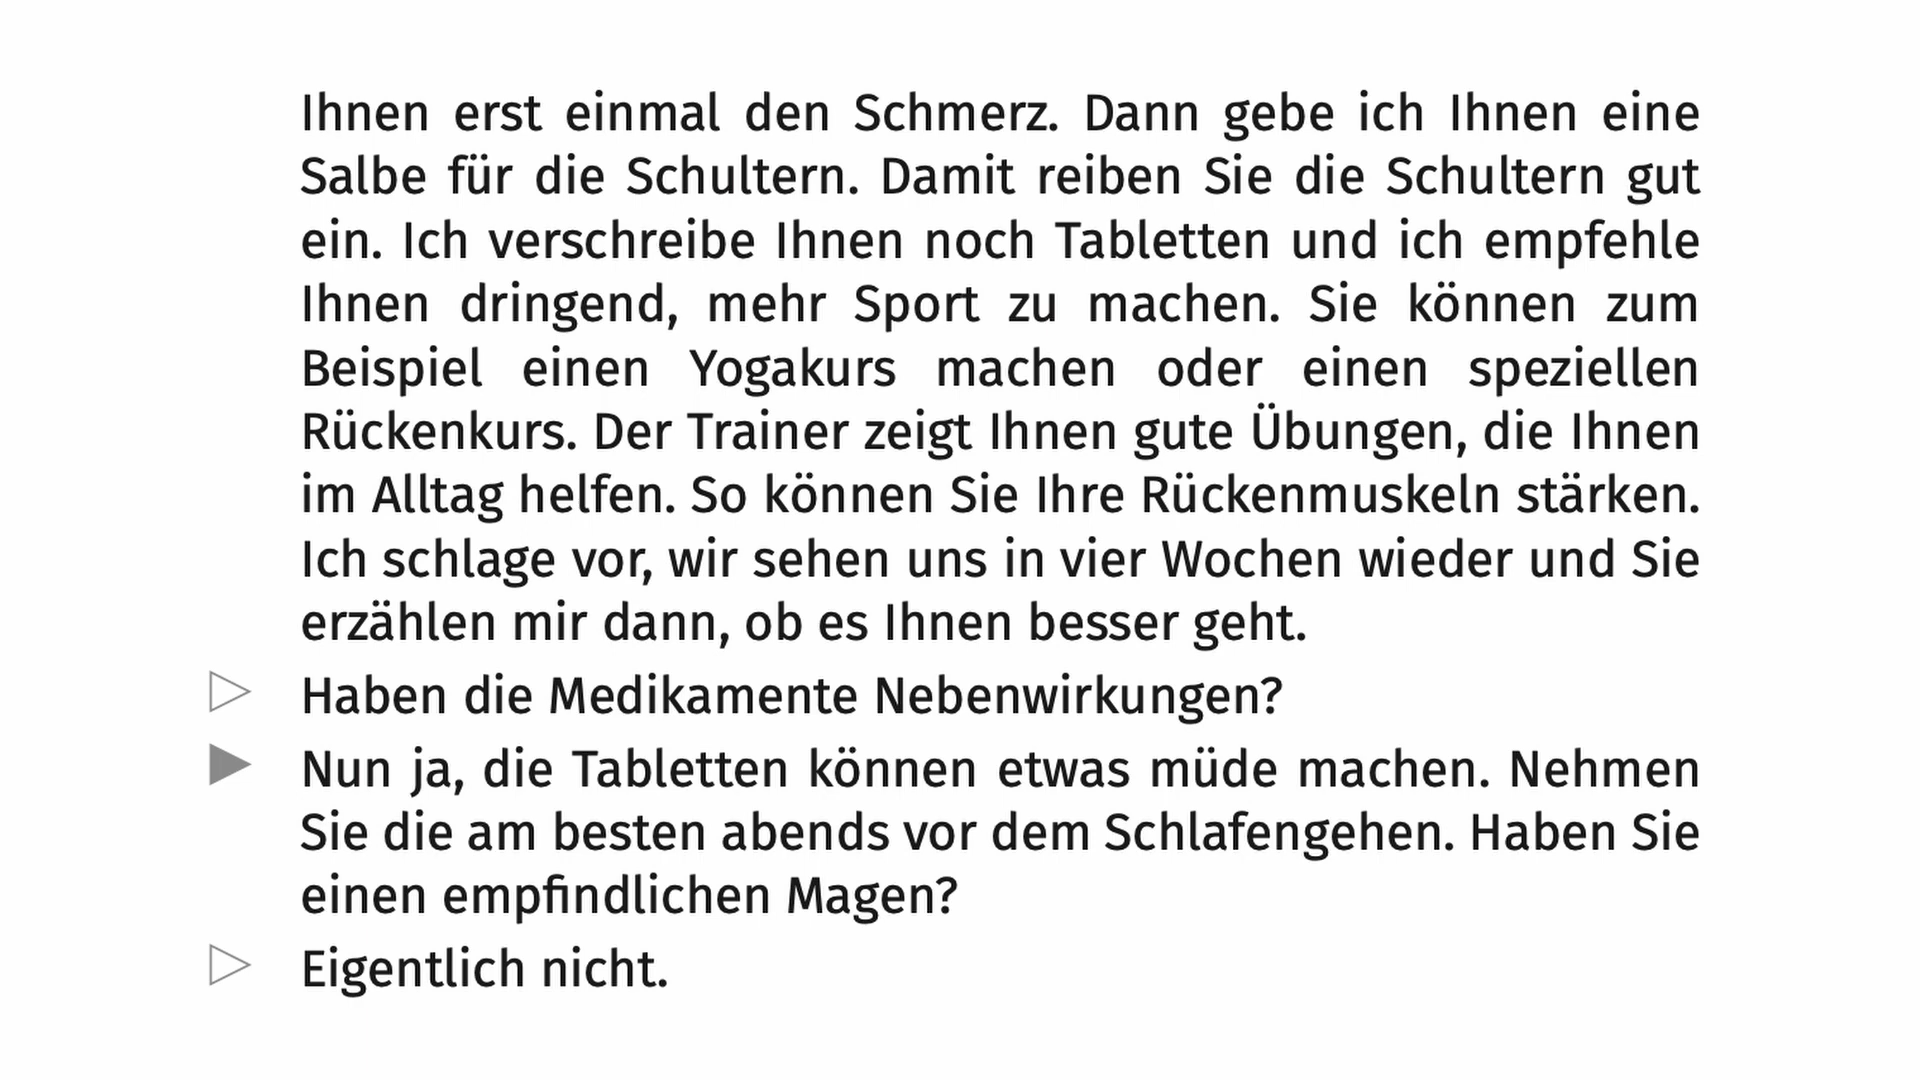 Ihnen erst einmal den Schmerz. Dann gebe ich Ihnen eine
Salbe für die Schultern. Damit reiben Sie die Schultern gut
ein. Ich verschreibe Ihnen noch Tabletten und ich empfehle
Ihnen dringend, mehr Sport zu machen. Sie können zum
Beispiel einen Yogakurs machen oder einen speziellen
Rückenkurs. Der Trainer zeigt Ihnen gute Übungen, die Ihnen
im Alltag helfen. So können Sie Ihre Rückenmuskeln stärken.
Ich schlage vor, wir sehen uns in vier Wochen wieder und Sie
erzählen mir dann, ob es Ihnen besser geht.
▷ Haben die Medikamente Nebenwirkungen?
▶ Nun ja, die Tabletten können etwas müde machen. Nehmen
Sie die am besten abends vor dem Schlafengehen. Haben Sie
einen empfindlichen Magen?
▷ Eigentlich nicht.